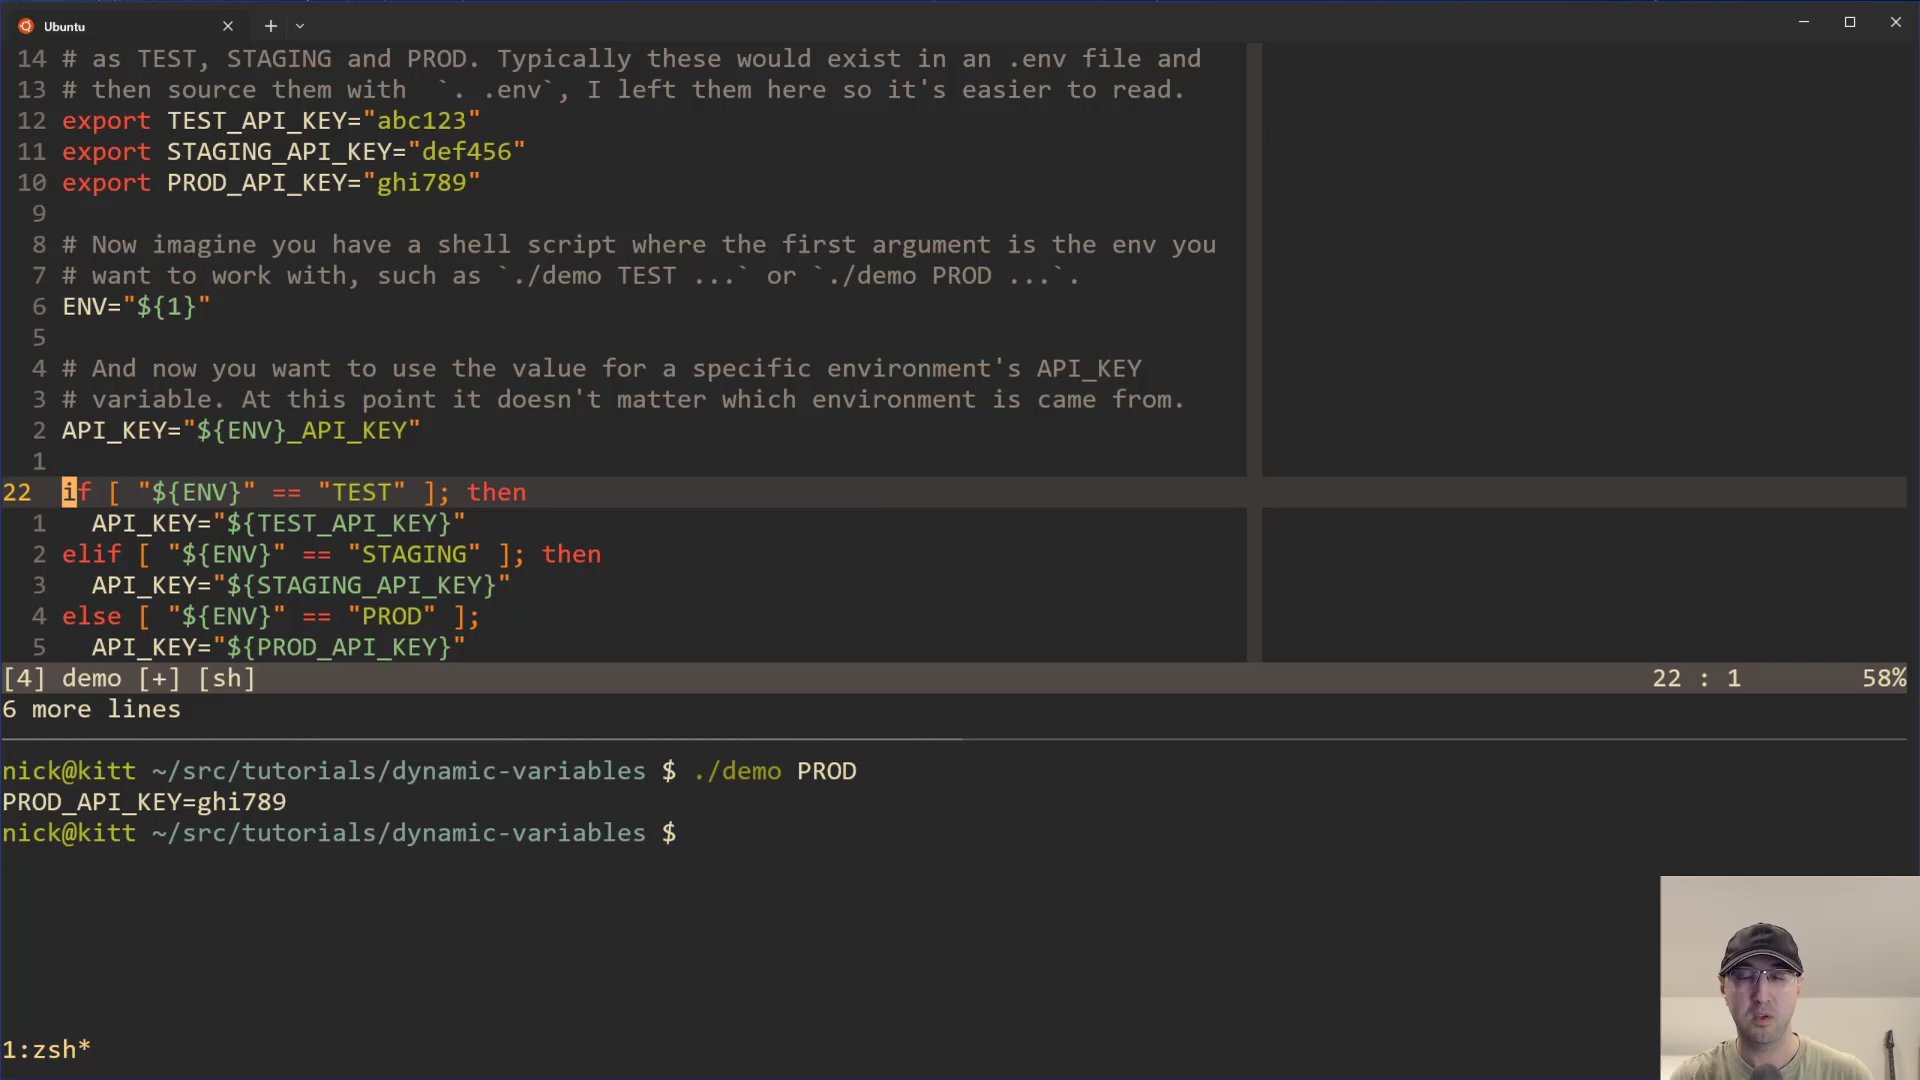 Ubuntu
14 # as TEST, STAGING and PROD. Typically these would exist in an .env file and
13 # then source them with `. .env`, I left them here so it's easier to read.
12 export TEST_API_KEY="abc123"
11 export STAGING_API_KEY="def456"
10 export PROD_API_KEY="ghi789"
9
8 # Now imagine you have a shell script where the first argument is the env you
7 # want to work with, such as `./demo TEST ...` or `./demo PROD ...`.
6 ENV="${1}"
5
4 # And now you want to use the value for a specific environment's API_KEY
3 # variable. At this point it doesn't matter which environment is came from.
2 API_KEY="${ENV}_API_KEY"
1
22 if [ "${ENV}" == "TEST" ]; then
1 API_KEY="${TEST_API_KEY}"
2 elif [ "${ENV}" == "STAGING" ]; then
3 API_KEY="${STAGING_API_KEY}"
4 else [ "${ENV}" == "PROD" ];
5 API_KEY="${PROD_API_KEY}"
[4] demo [+] [sh] 22 : 1 58%
6 more lines
nick@kitt ~/src/tutorials/dynamic-variables $ ./demo PROD
PROD_API_KEY=ghi789
nick@kitt ~/src/tutorials/dynamic-variables $
1:zsh*